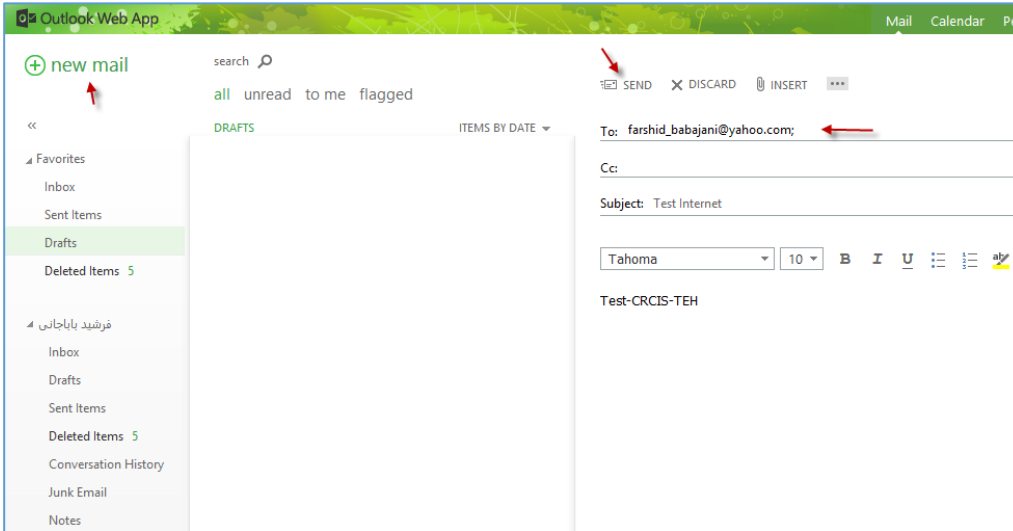 Outlook Web App
Mail Calendar
new mail
search
all unread to me flagged
DRAFTS ITEMS BY DATE
Favorites
Inbox
Sent Items
Drafts
Deleted Items 5
فرشید باباجانی
Inbox
Drafts
Sent Items
Deleted Items 5
Conversation History
Junk Email
Notes
SEND DISCARD INSERT
To: farshid_babajani@yahoo.com;
Cc:
Subject: Test Internet
Tahoma 10 B I U
Test-CRCIS-TEH